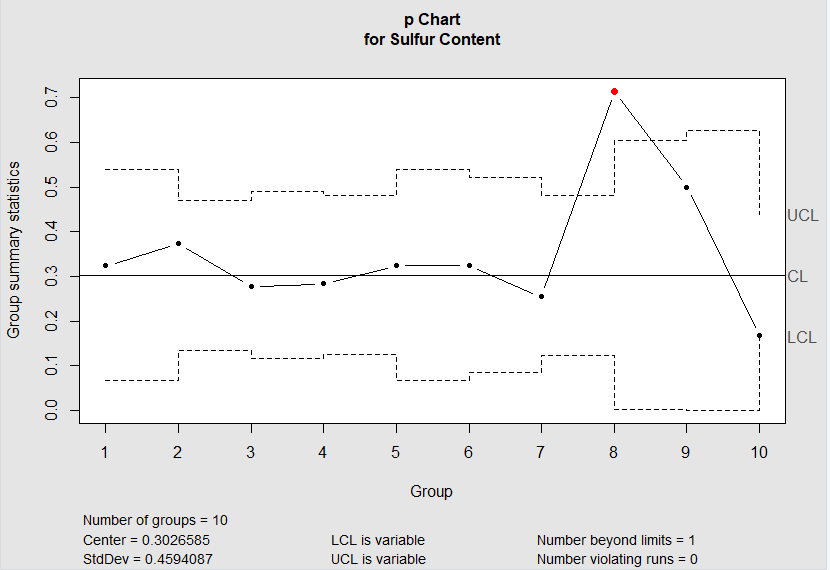 p Chart
for Sulfur Content
Group summary statistics
0.7
0.6
0.5
0.4
0.3
0.2
0.1
0.0
UCL
CL
LCL
1 2 3 4 5 6 7 8 9 10
Group
Number of groups = 10
Center = 0.3026585 LCL is variable Number beyond limits = 1
StdDev = 0.4594087 UCL is variable Number violating runs = 0